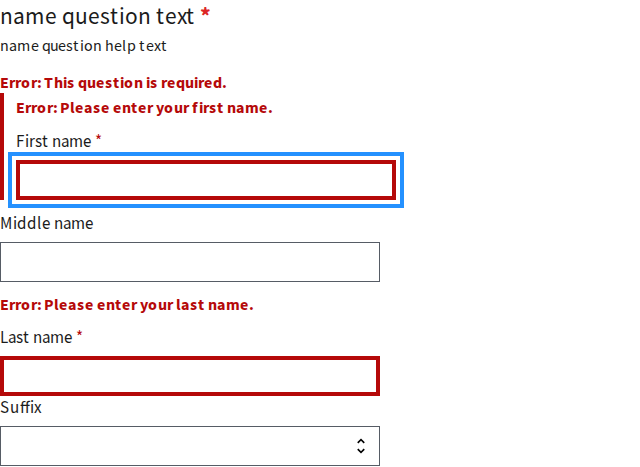 name question text *
name question help text
Error: This question is required.
Error: Please enter your first name.
First name *
Middle name
Error: Please enter your last name.
Last name *
Suffix